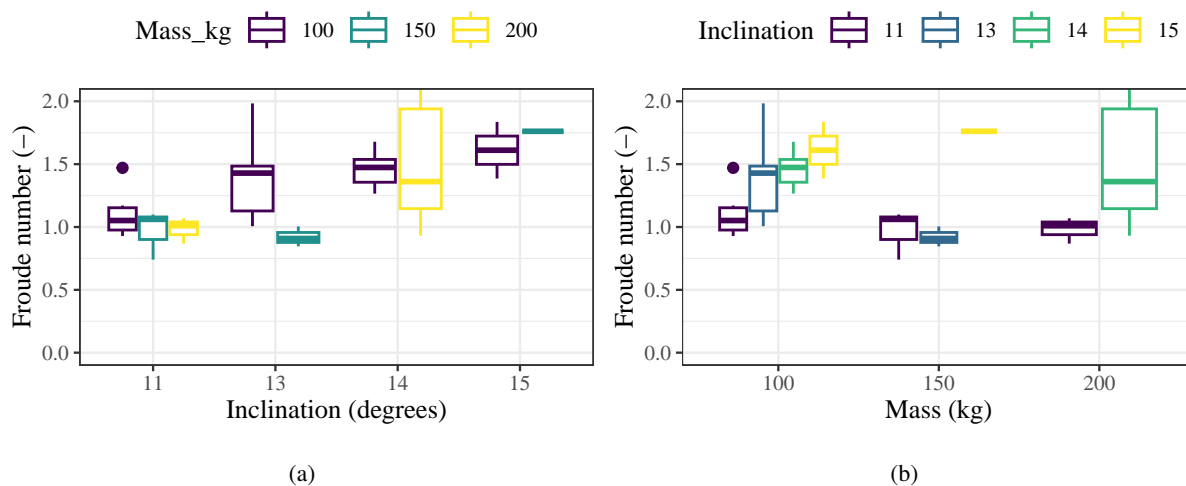 Mass_kg 100 150 200
Froude number (−)
2.0
1.5
1.0
0.5
0.0
11 13 14 15
Inclination (degrees)
(a)
Inclination 11 13 14 15
Froude number (−)
2.0
1.5
1.0
0.5
0.0
100 150 200
Mass (kg)
(b)